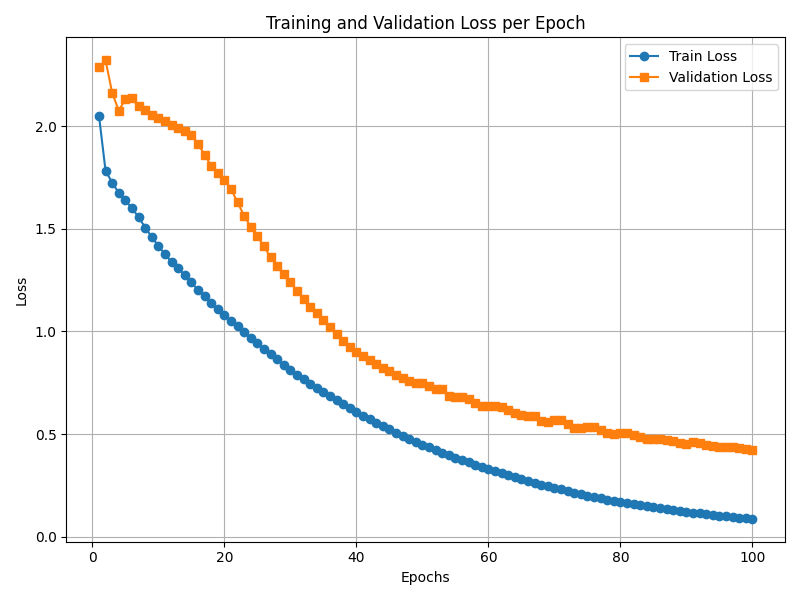 Training and Validation Loss per Epoch
Train Loss
Validation Loss
2.0
1.5
1.0
0.5
0.0
Loss
0 20 40 60 80 100
Epochs